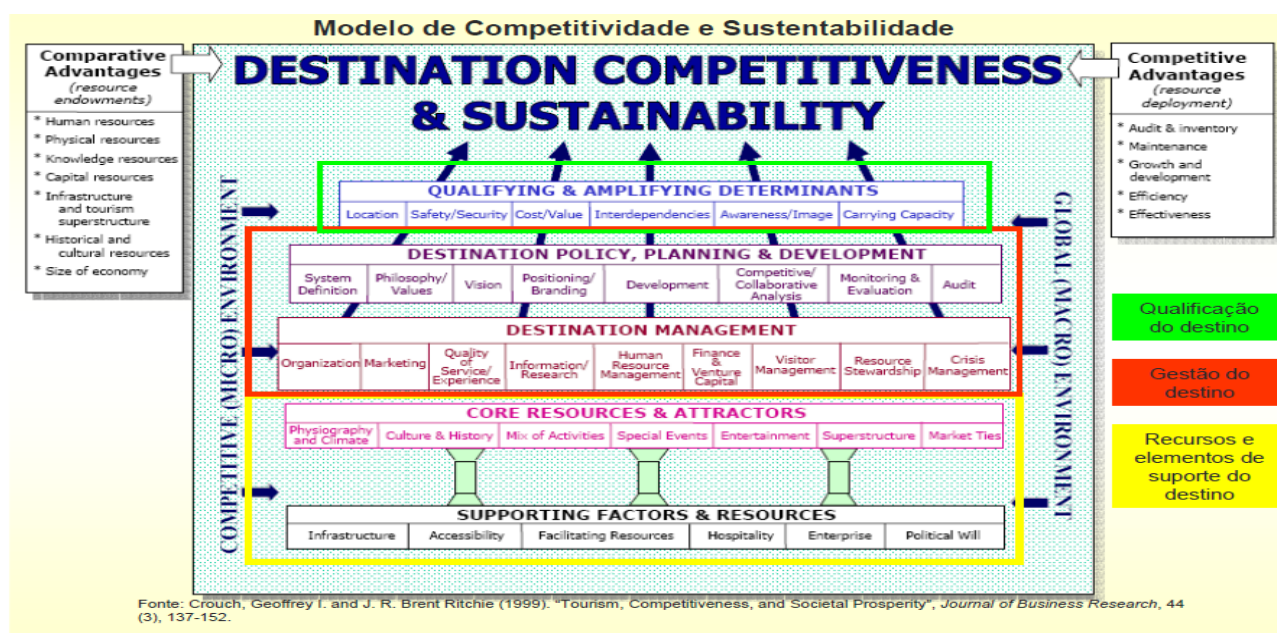 Modelo de Competitividade e Sustentabilidade
Comparative
Advantages
(resource
endowments)
* Human resources
* Physical resources
* Knowledge resources
* Capital resources
* Infrastructure
and tourism
superstructure
* Historical and
cultural resources
* Size of economy
DESTINATION COMPETITIVENESS
& SUSTAINABILITY
Competitive
Advantages
(resource
deployment)
* Audit & inventory
* Maintenance
* Growth and
development
* Efficiency
* Effectiveness
COMPETITIVE (MICRO) ENVIRONMENT
GLOBAL (MACRO) ENVIRONMENT
QUALIFYING & AMPLIFYING DETERMINANTS
Location Safety/Security Cost/Value Interdependencies Awareness/Image Carrying Capacity
DESTINATION POLICY, PLANNING & DEVELOPMENT
System
Definition
Philosophy/
Values
Vision
Positioning/
Branding
Development
Competitive/
Collaborative
Analysis
Monitoring &
Evaluation
Audit
DESTINATION MANAGEMENT
Organization
Marketing
Quality
of
Service/
Experience
Information/
Research
Human
Resource
Management
Finance
&
Venture
Capital
Visitor
Management
Resource
Stewardship
Crisis
Management
CORE RESOURCES & ATTRACTORS
Physiography
and Climate
Culture & History
Mix of Activities
Special Events
Entertainment
Superstructure
Market Ties
SUPPORTING FACTORS & RESOURCES
Infrastructure Accessibility Facilitating Resources Hospitality Enterprise Political Will
Qualificação
do destino
Gestão do
destino
Recursos e
elementos de
suporte do
destino
Fonte: Crouch, Geoffrey I. and J. R. Brent Ritchie (1999). "Tourism, Competitiveness, and Societal Prosperity", Journal of Business Research, 44
(3), 137-152.